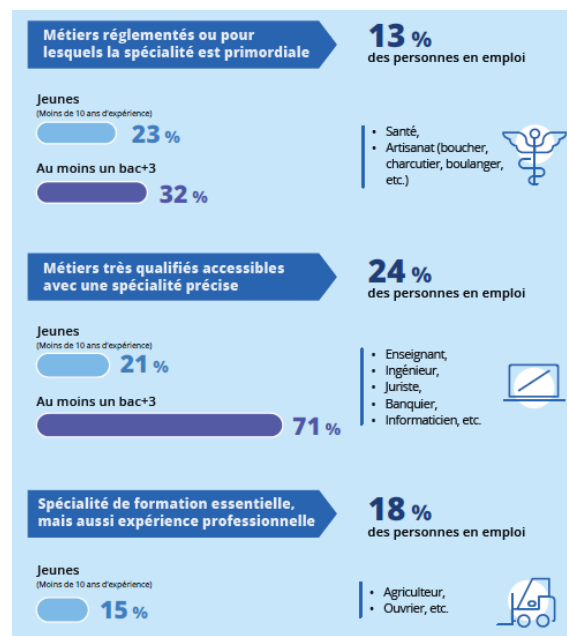 Métiers réglementés ou pour
lesquels la spécialité est primordiale
13 %
des personnes en emploi
Jeunes
(Moins de 10 ans d'expérience)
23 %
Au moins un bac+3
32 %
• Santé,
• Artisanat (boucher,
charcutier, boulanger,
etc.)
Métiers très qualifiés accessibles
avec une spécialité précise
24 %
des personnes en emploi
Jeunes
(Moins de 10 ans d'expérience)
21 %
Au moins un bac+3
71 %
• Enseignant,
• Ingénieur,
• Juriste,
• Banquier,
• Informaticien, etc.
Spécialité de formation essentielle,
mais aussi expérience professionnelle
18 %
des personnes en emploi
Jeunes
(Moins de 10 ans d'expérience)
15 %
• Agriculteur,
• Ouvrier, etc.